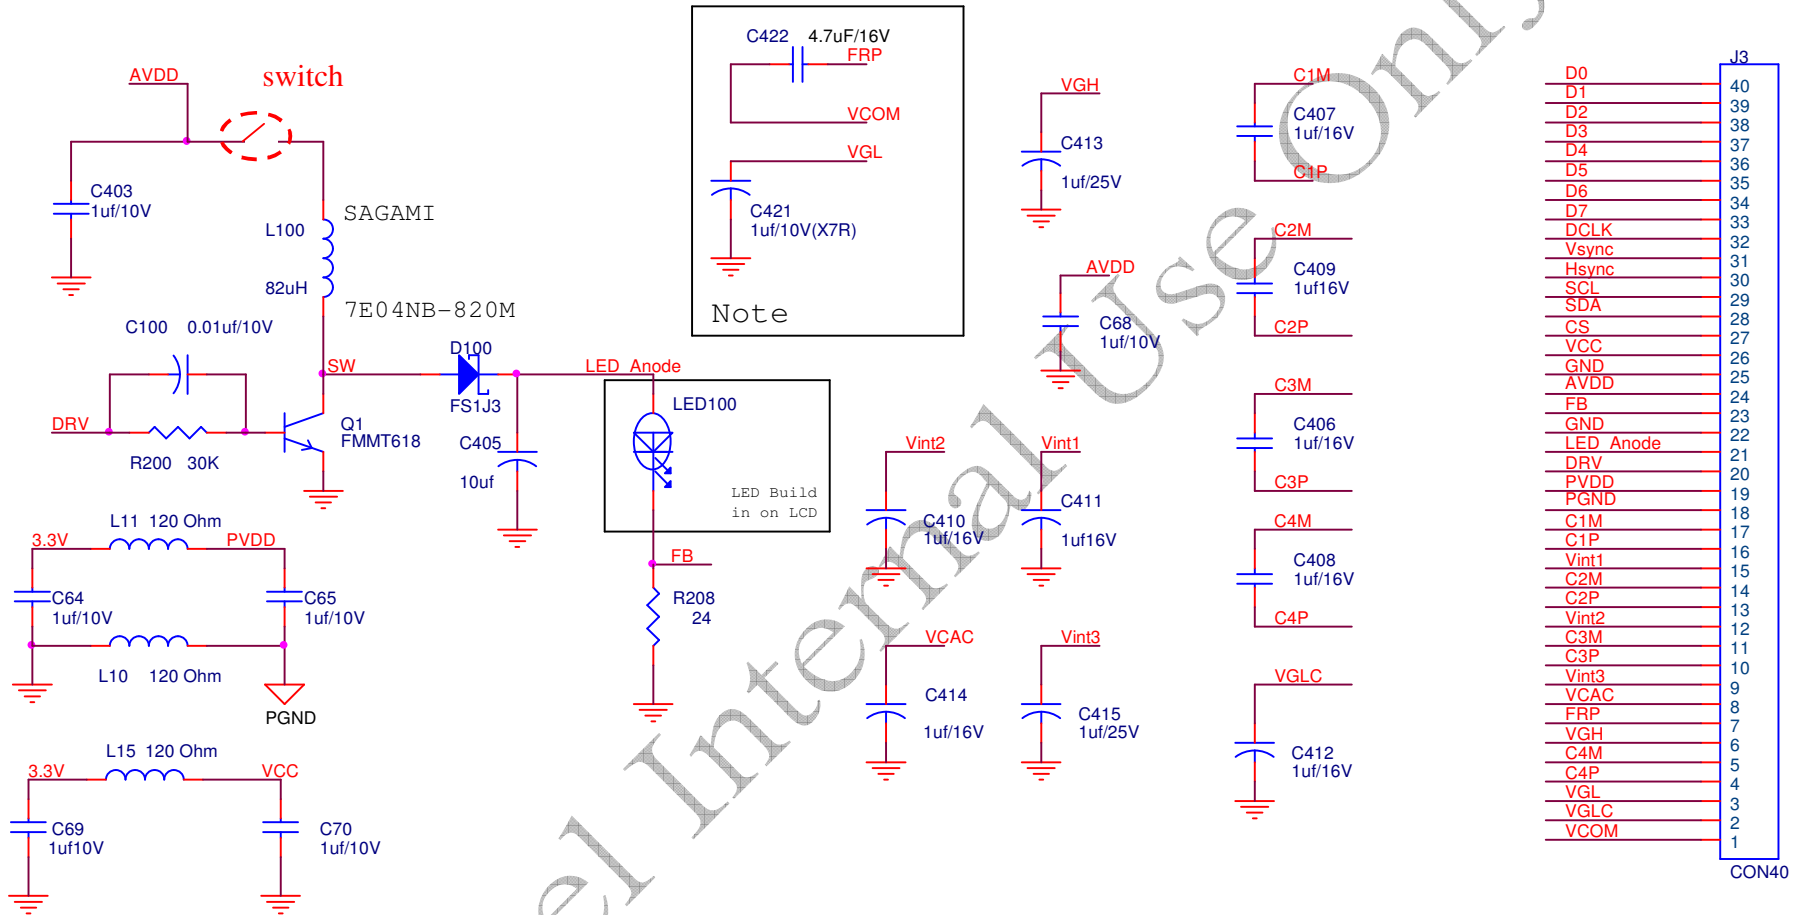 AVDD
switch
C403
1uf/10V
SAGAMI
L100
82uH
7E04NB-820M
C100 0.01uf/10V
SW
D100
FS1J3
LED_Anode
DRV
R200 30K
Q1
FMMT618
C405
10uf
LED100
LED Build
in on LCD
FB
R208
24
L11 120 Ohm
3.3V
PVDD
C64
1uf/10V
C65
1uf/10V
L10 120 Ohm
PGND
L15 120 Ohm
3.3V
VCC
C69
1uf10V
C70
1uf/10V
C422 4.7uF/16V
FRP
VCOM
VGL
C421
1uf/10V(X7R)
Note
VGH
C413
1uf/25V
AVDD
C68
1uf/10V
Vint2
C410
1uf/16V
Vint1
C411
1uf16V
VCAC
C414
1uf/16V
Vint3
C415
1uf/25V
C1M
C407
1uf/16V
C1P
C2M
C409
1uf16V
C2P
C3M
C406
1uf/16V
C3P
C4M
C408
1uf/16V
C4P
VGLC
C412
1uf/16V
J3
D0 40
D1 39
D2 38
D3 37
D4 36
D5 35
D6 34
D7 33
DCLK 32
Vsync 31
Hsync 30
SCL 29
SDA 28
CS 27
VCC 26
GND 25
AVDD 24
FB 23
GND 22
LED_Anode 21
DRV 20
PVDD 19
PGND 18
C1M 17
C1P 16
Vint1 15
C2M 14
C2P 13
Vint2 12
C3M 11
C3P 10
Vint3 9
VCAC 8
FRP 7
VGH 6
C4M 5
C4P 4
VGL 3
VGLC 2
VCOM 1
CON40
el Internal Use Only